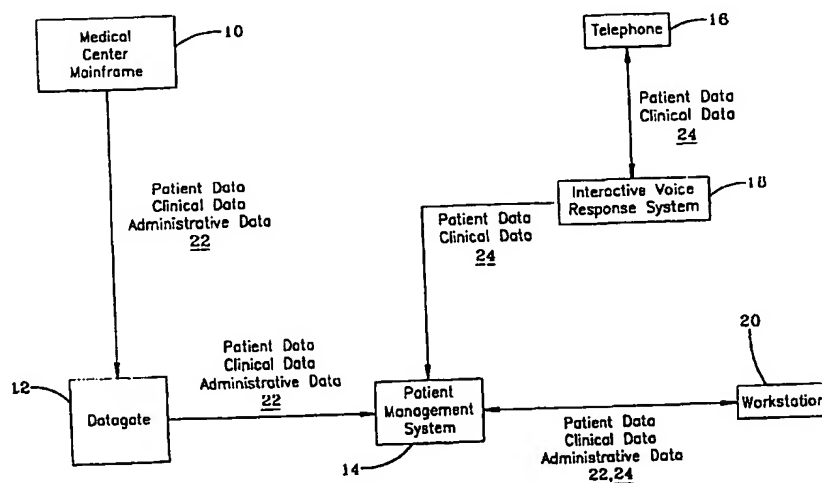 Medical
Center
Mainframe
10
Telephone
16
Patient Data
Clinical Data
24
Interactive Voice
Response System
18
Patient Data
Clinical Data
Administrative Data
22
Patient Data
Clinical Data
24
12
Datagate
Patient Data
Clinical Data
Administrative Data
22
Patient
Management
System
14
Patient Data
Clinical Data
Administrative Data
22,24
20
Workstation